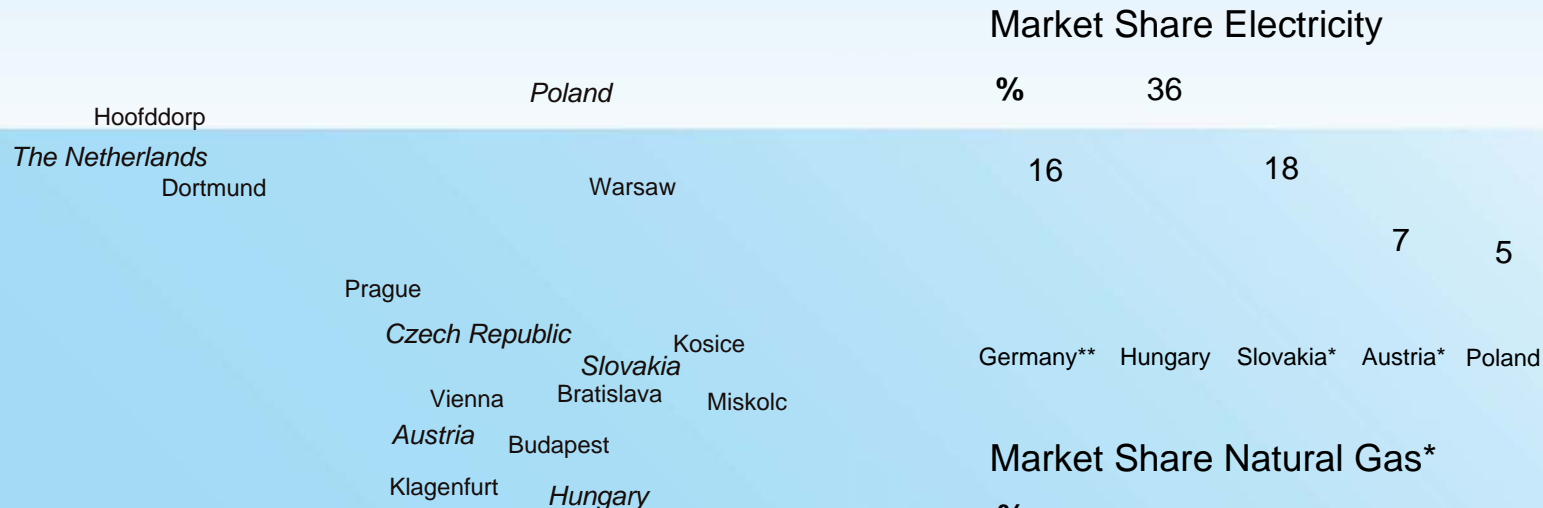 Market Share Electricity
% 36
Poland
Hoofddorp
The Netherlands
Dortmund
Warsaw
16 18
7 5
Prague
Czech Republic
Kosice
Slovakia
Germany** Hungary Slovakia* Austria* Poland
Vienna Bratislava Miskolc
Austria Budapest
Market Share Natural Gas*
Klagenfurt Hungary
%